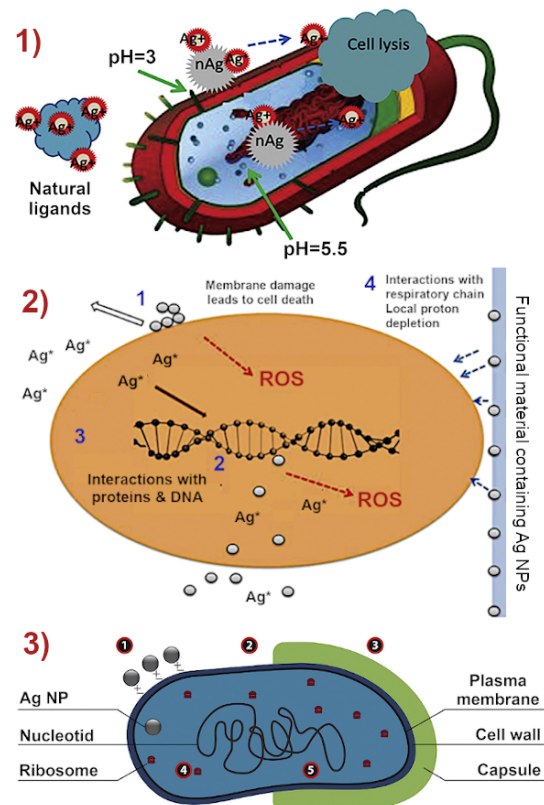 1)
Ag+
Ag+
nAg
Ag+
Cell lysis
pH=3
Ag+
Ag+
Ag+
Ag+
Ag+
nAg
Natural
ligands
pH=5.5
2)
1
Membrane damage
leads to cell death
4
Interactions with
respiratory chain
Local proton
depletion
Functional material containing Ag NPs
Ag*
Ag*
Ag*
Ag*
ROS
3
2
Interactions with
proteins & DNA
Ag*
Ag*
ROS
Ag*
3)
1
2
3
Ag NP
Plasma
membrane
Nucleotid
Cell wall
Ribosome
Capsule
4
5